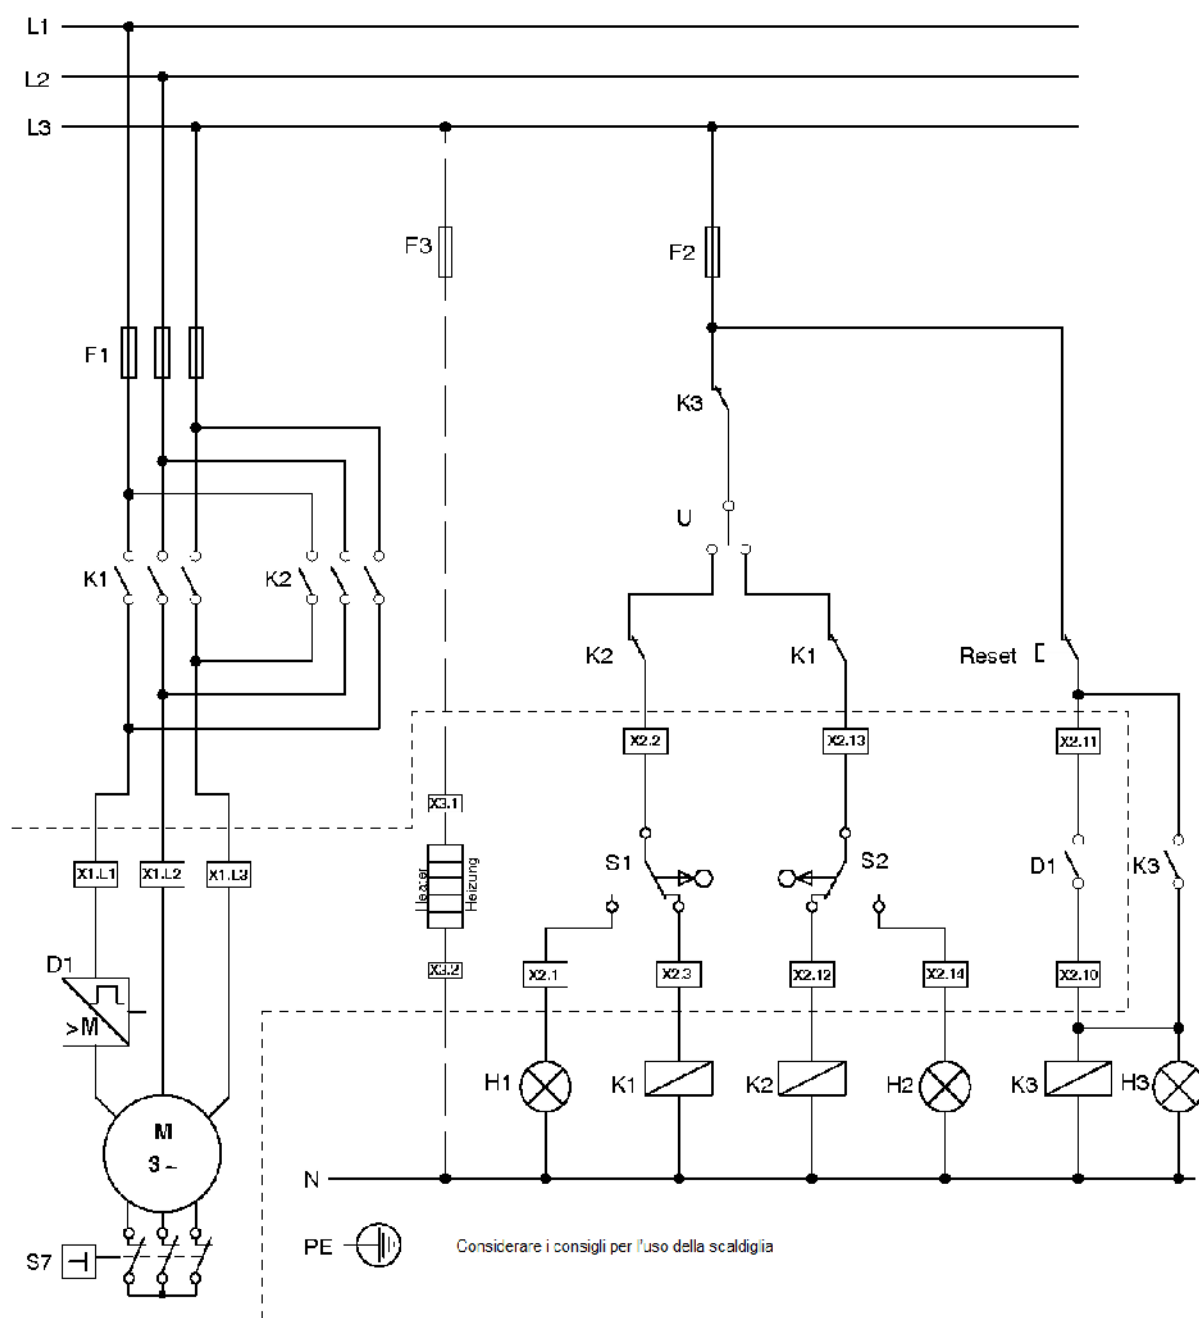 L1
L2
L3
F3
F2
F1
K3
U
K1
K2
K2
K1
Reset
X2.2
X2.13
X2.11
X3.1
Heater
Heizung
X1.L1
X1.L2
X1.L3
S1
S2
D1
K3
D1
>M
X3.2
X2.1
X2.3
X2.12
X2.14
X2.10
H1
K1
K2
H2
K3
H3
M
3 ~
N
PE
Considerare i consigli per l'uso della scaldiglia
S7